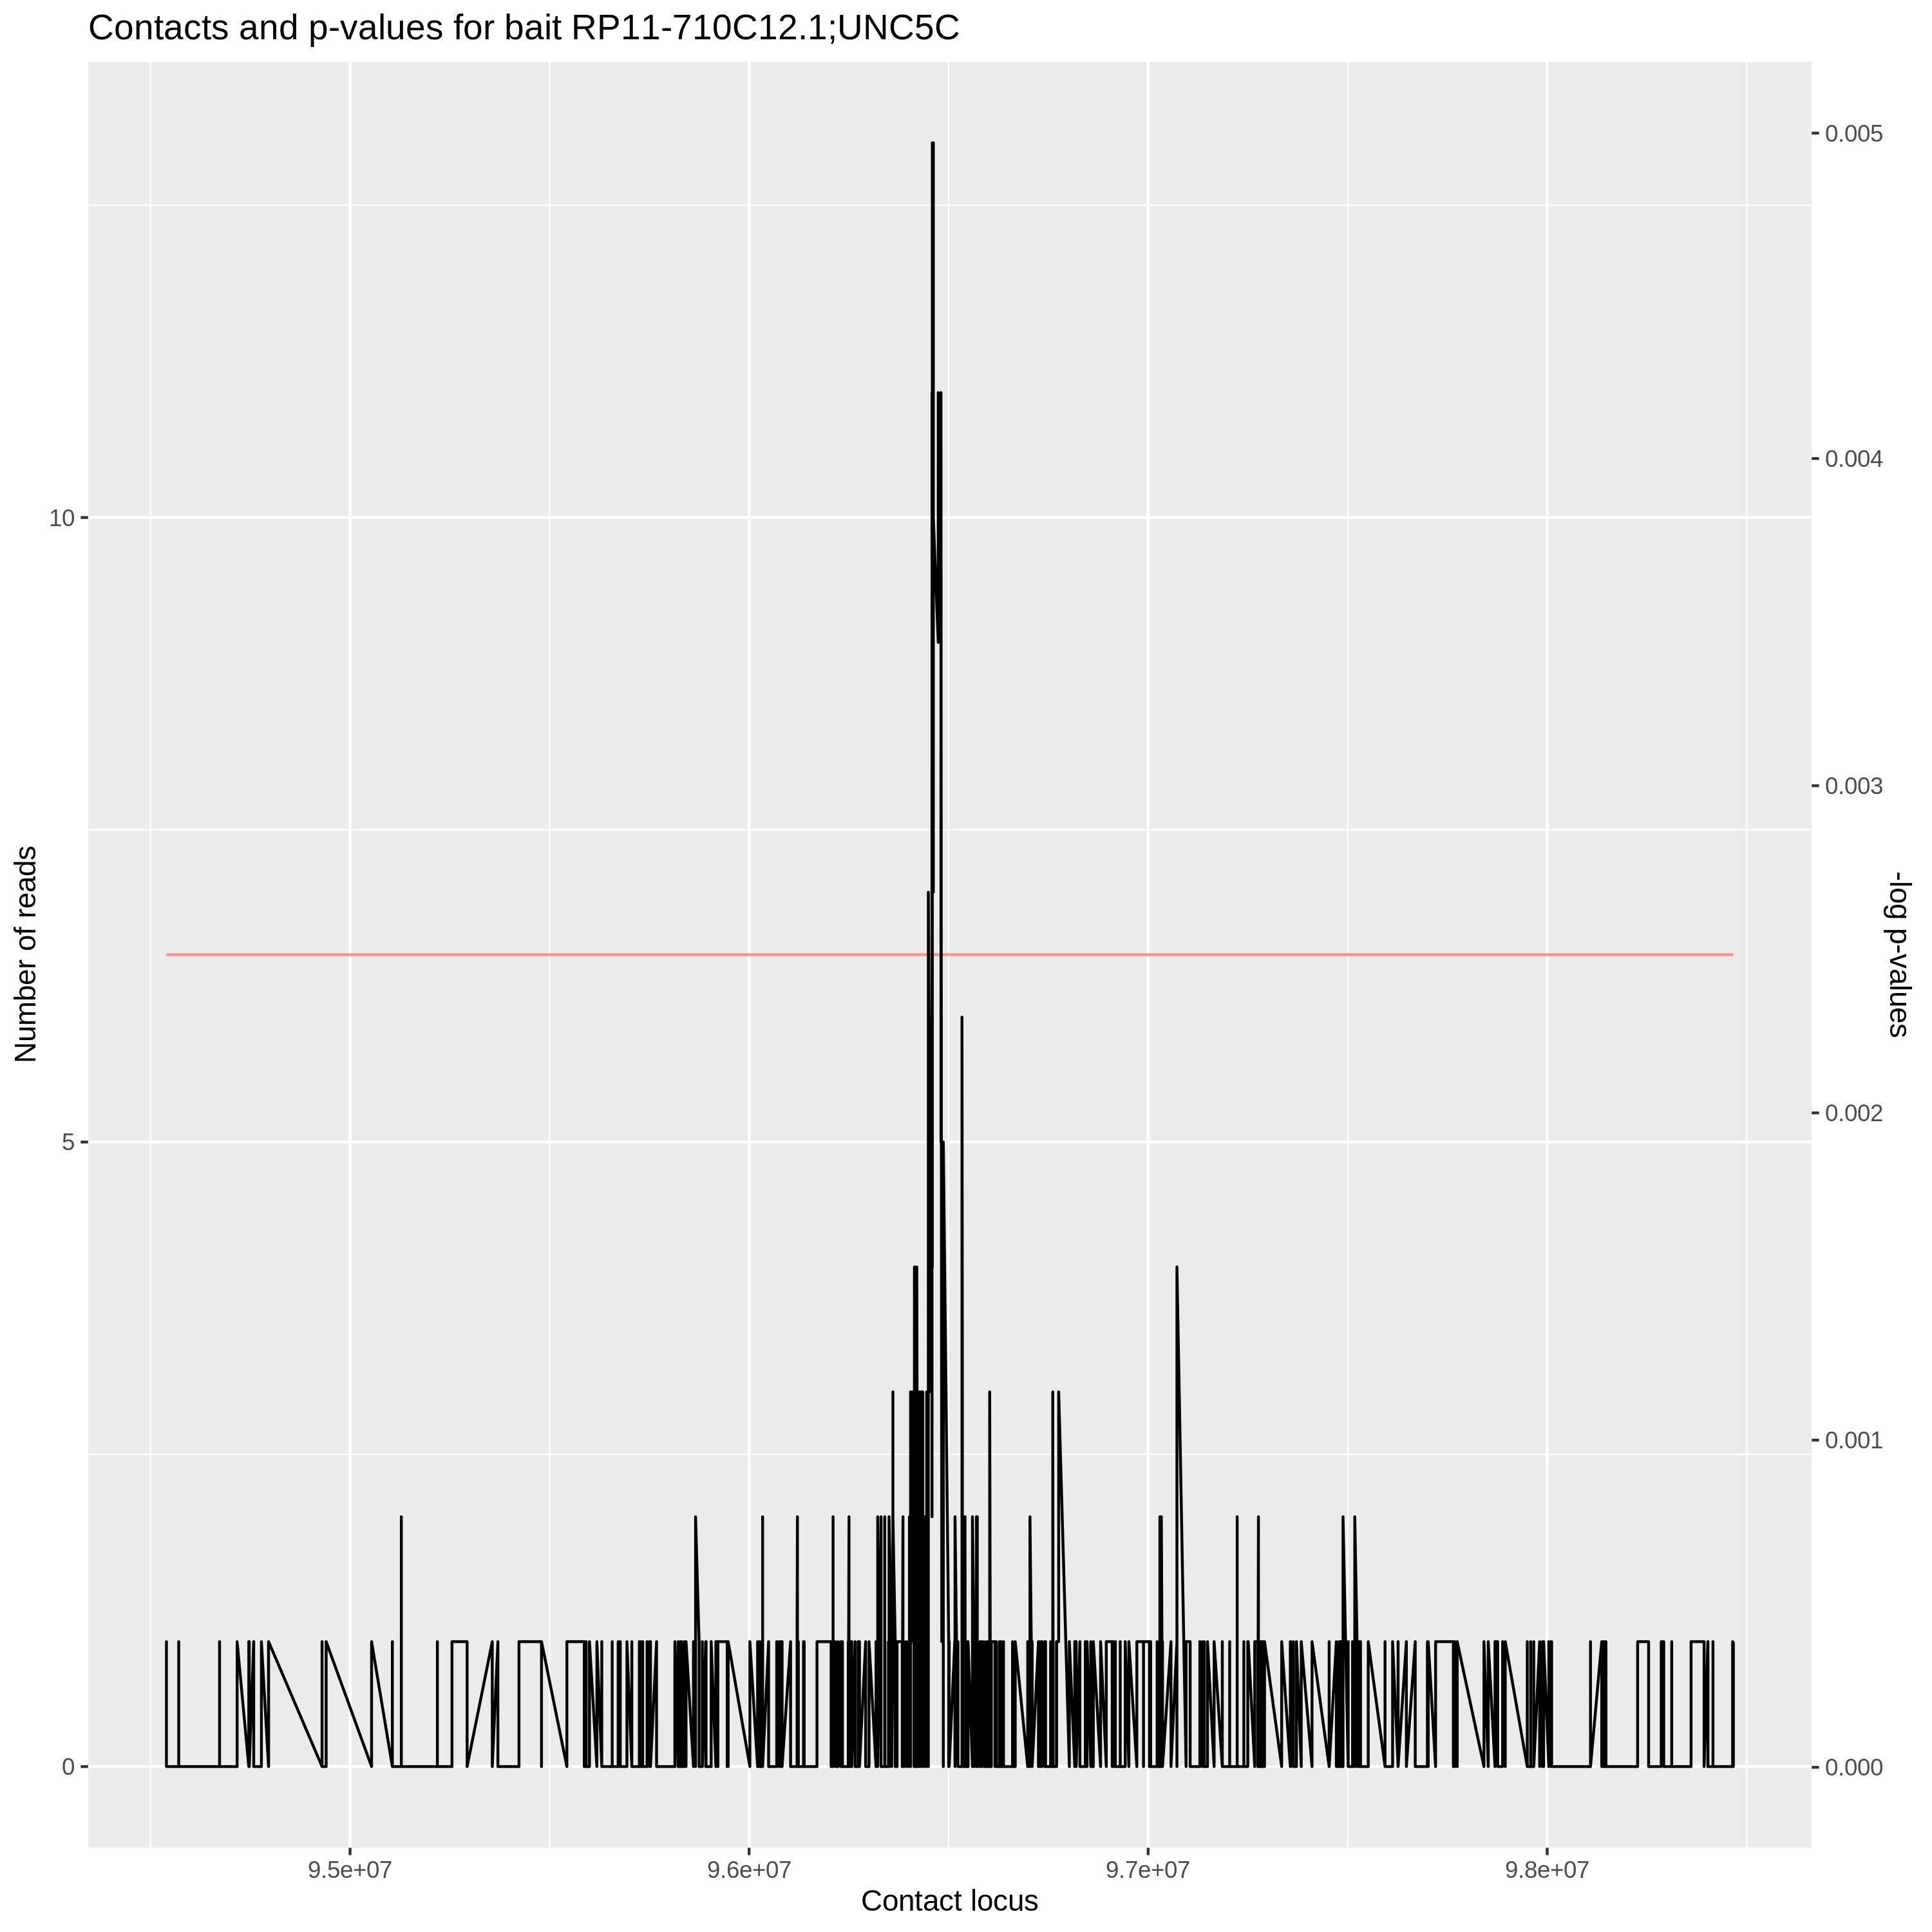 Contacts and p-values for bait RP11-710C12.1;UNC5C
Number of reads
10
5
0
0.005
0.004
0.003
0.002
0.001
0.000
-log p-values
9.5e+07 9.6e+07 9.7e+07 9.8e+07
Contact locus